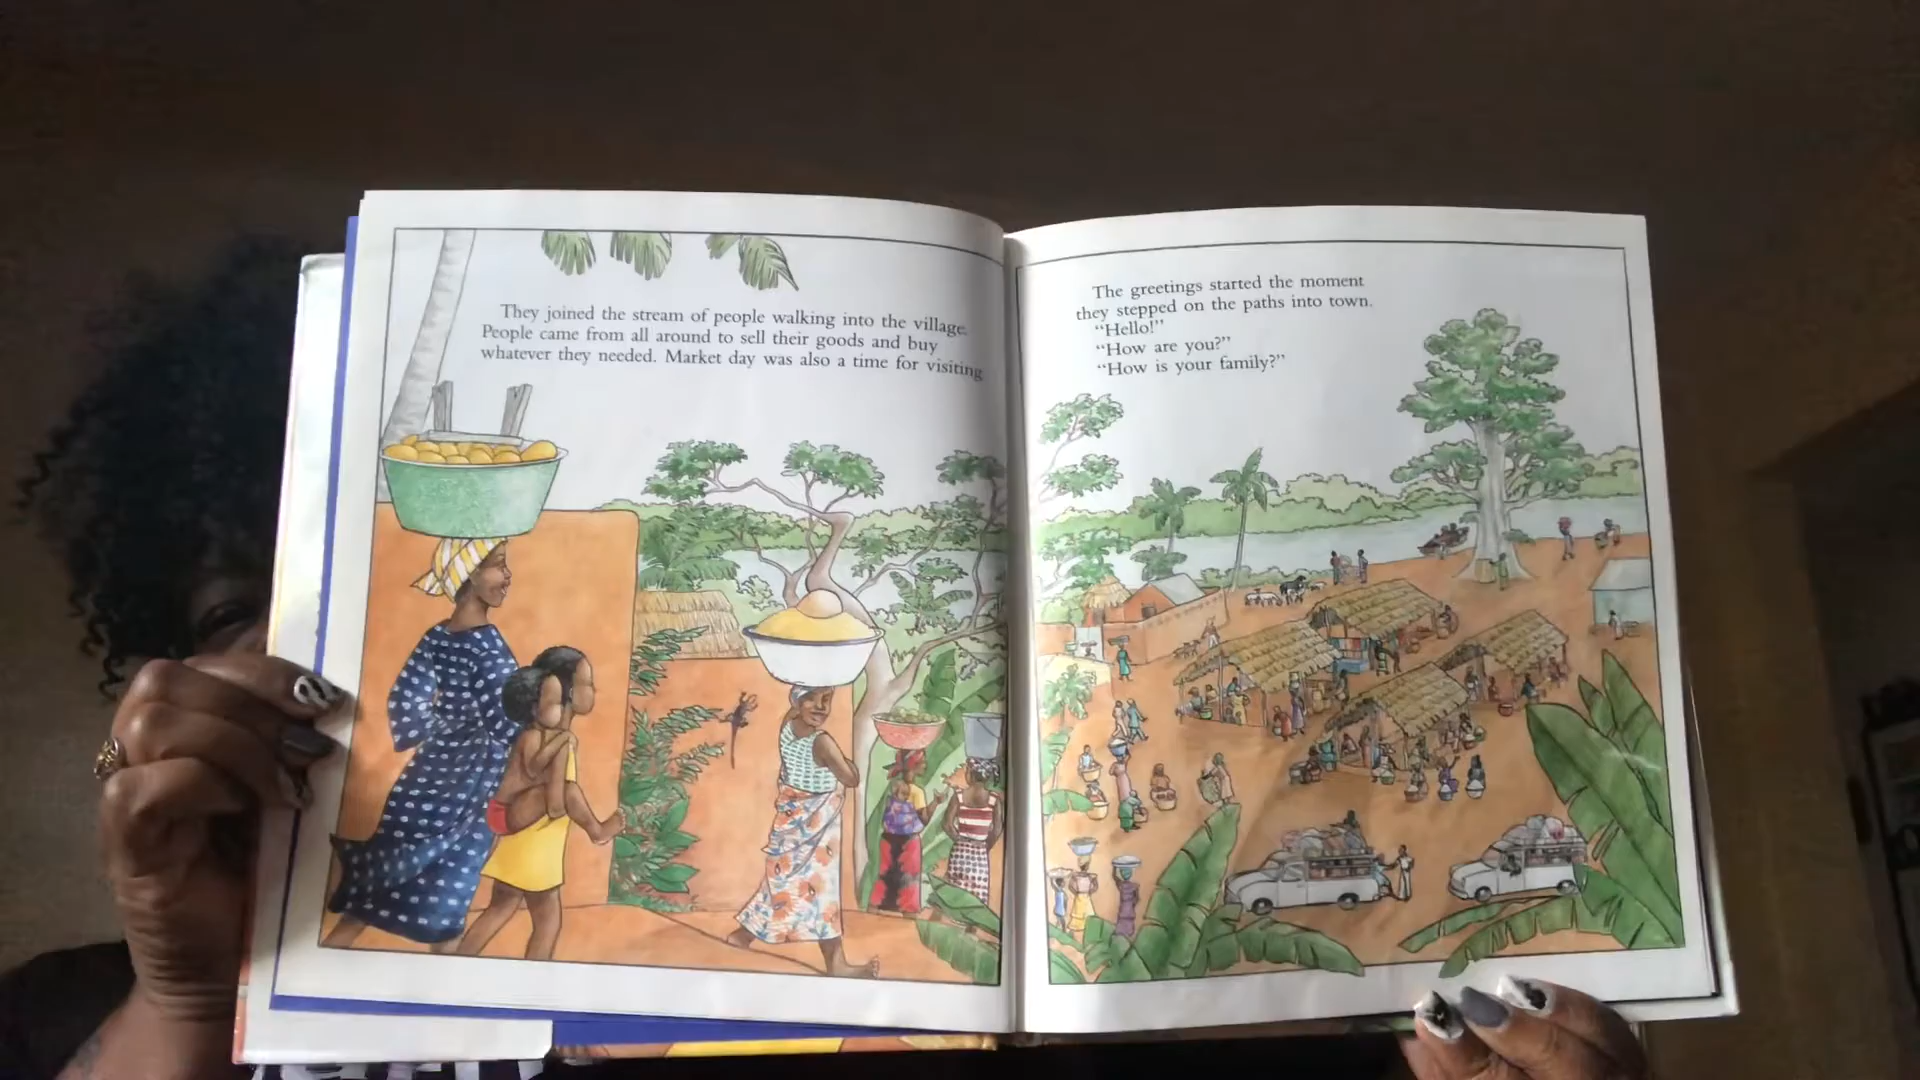 They joined the stream of people walking into the village.
People came from all around to sell their goods and buy
whatever they needed. Market day was also a time for visiting.
The greetings started the moment
they stepped on the paths into town.
“Hello!”
“How are you?”
“How is your family?”